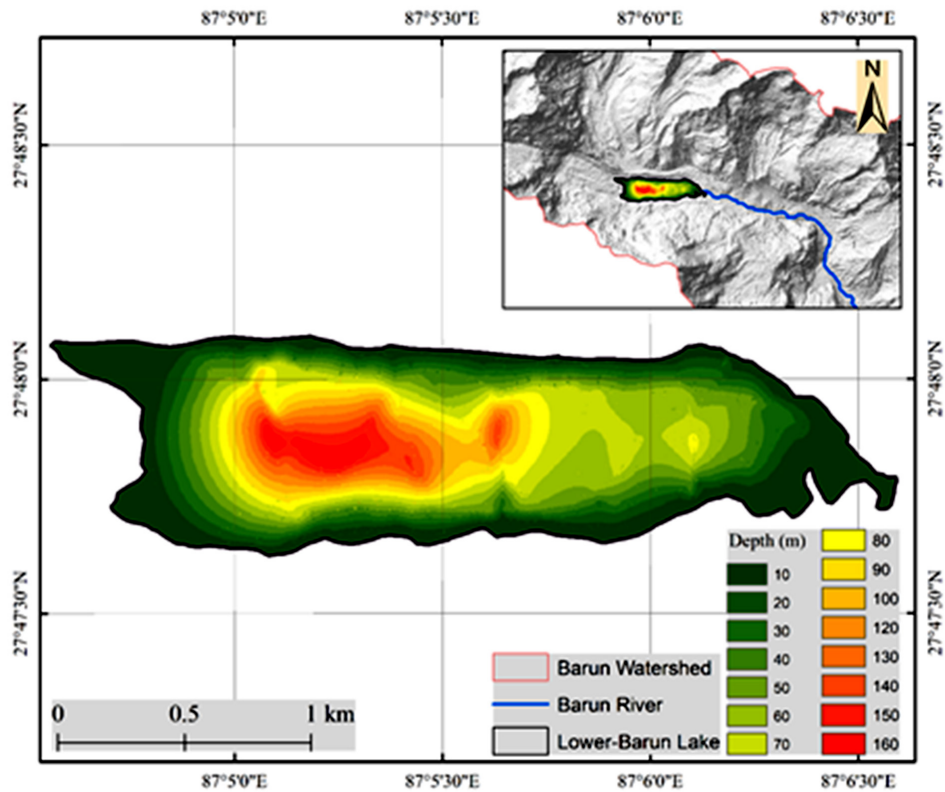 87°5'0"E 87°5'30"E 87°6'0"E 87°6'30"E
N
27°48'30"N 27°48'30"N
27°48'0"N 27°48'0"N
27°47'30"N 27°47'30"N
Depth (m)
10
20
30
40
50
60
70
80
90
100
120
130
140
150
160
Barun Watershed
Barun River
Lower-Barun Lake
0 0.5 1 km
87°5'0"E 87°5'30"E 87°6'0"E 87°6'30"E